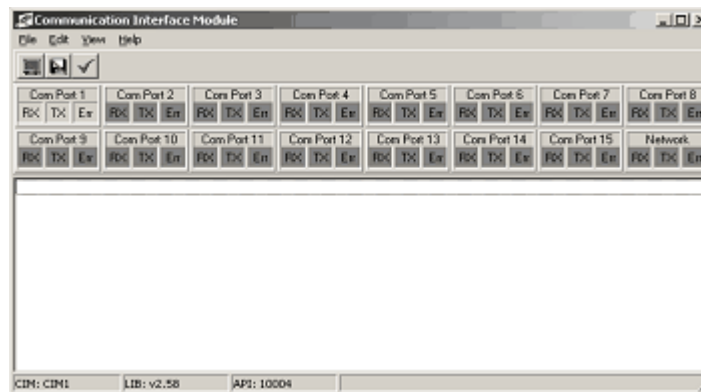 Communication Interface Module
File Edit View Help
Com Port 1 Com Port 2 Com Port 3 Com Port 4 Com Port 5 Com Port 6 Com Port 7 Com Port 8
RX TX Err RX TX Err RX TX Err RX TX Err RX TX Err RX TX Err RX TX Err RX TX Err
Com Port 9 Com Port 10 Com Port 11 Com Port 12 Com Port 13 Com Port 14 Com Port 15 Network
RX TX Err RX TX Err RX TX Err RX TX Err RX TX Err RX TX Err RX TX Err RX TX Err
CIM: CIM1 LIB: v2.58 API: 10004